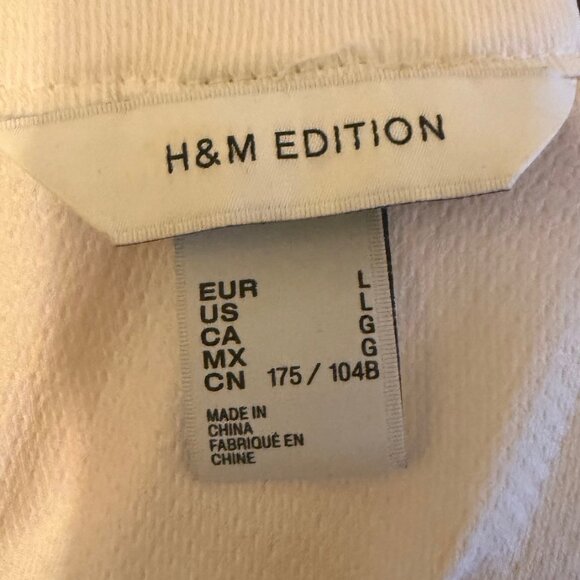 H&M EDITION
EUR L
US L
CA G
MX G
CN 175 / 104B
MADE IN
CHINA
FABRIQUÉ EN
CHINE